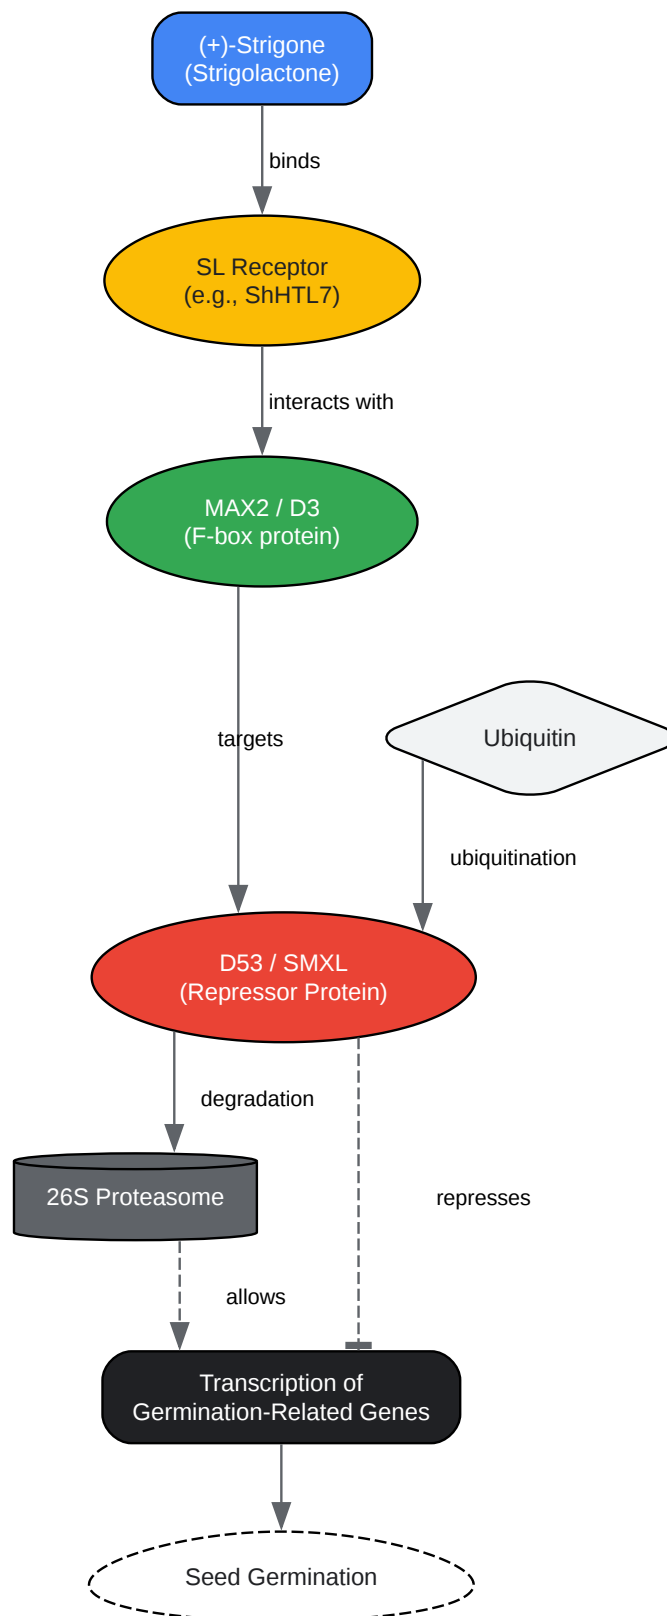 (+)-Strigone
(Strigolactone)
binds
SL Receptor
(e.g., ShHTL7)
interacts with
MAX2 / D3
(F-box protein)
targets
Ubiquitin
ubiquitination
D53 / SMXL
(Repressor Protein)
degradation
26S Proteasome
represses
allows
Transcription of
Germination-Related Genes
Seed Germination